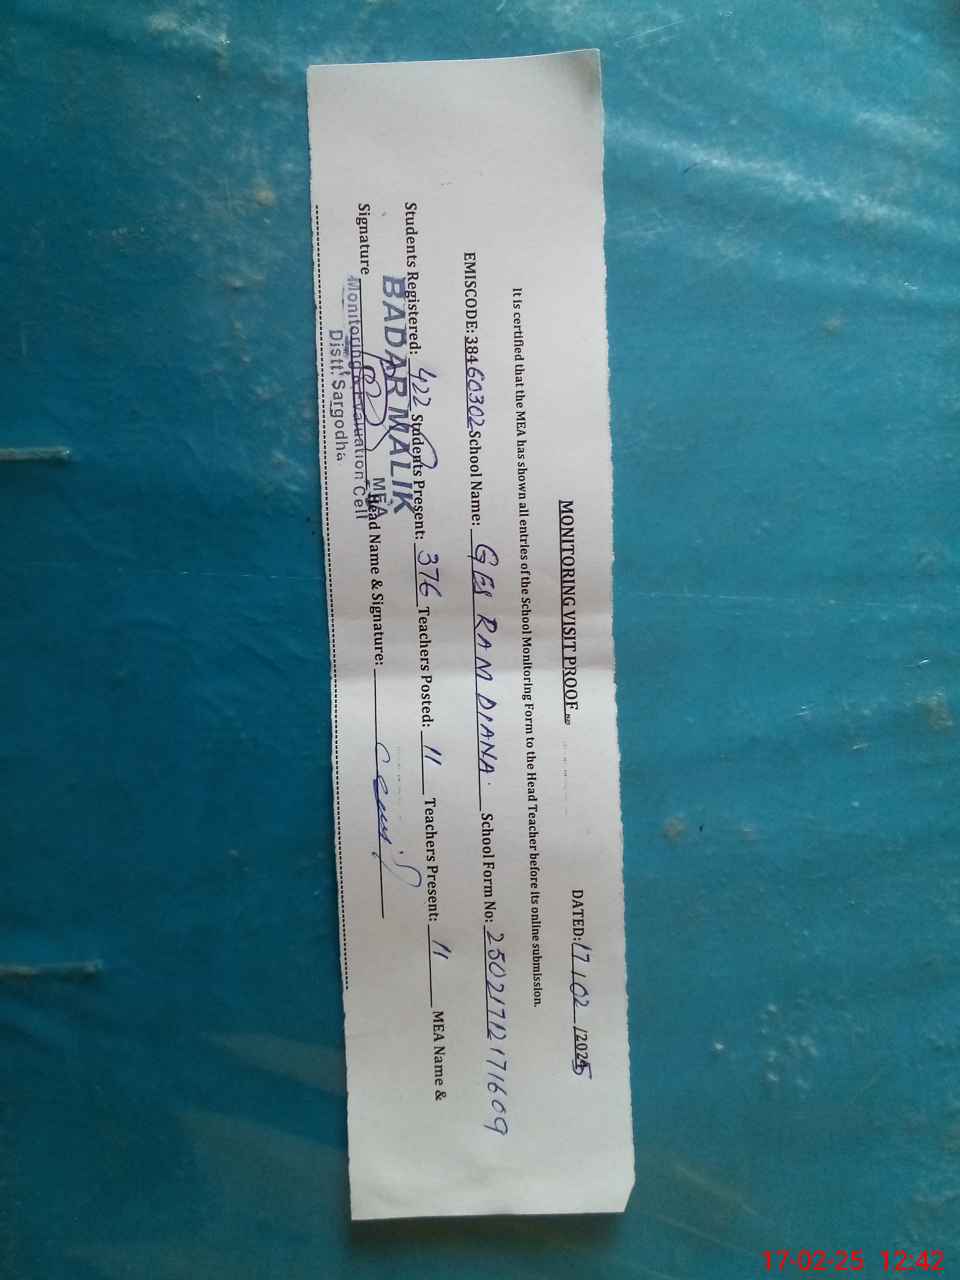 MONITORING VISIT PROOF
DATED: 17/02/2025
It is certified that the MEA has shown all entries of the School Monitoring Form to the Head Teacher before its online submission.
EMISCODE: 38460302 School Name: GES RAM DIANA School Form No: 25021712171609
Students Registered: 422 Students Present: 376 Teachers Posted: 11 Teachers Present: 11 MEA Name &
Signature Head Name & Signature:
BADAR MALIK
MEA
Monitoring & Evaluation Cell
Distt. Sargodha
17-02-25 12:42